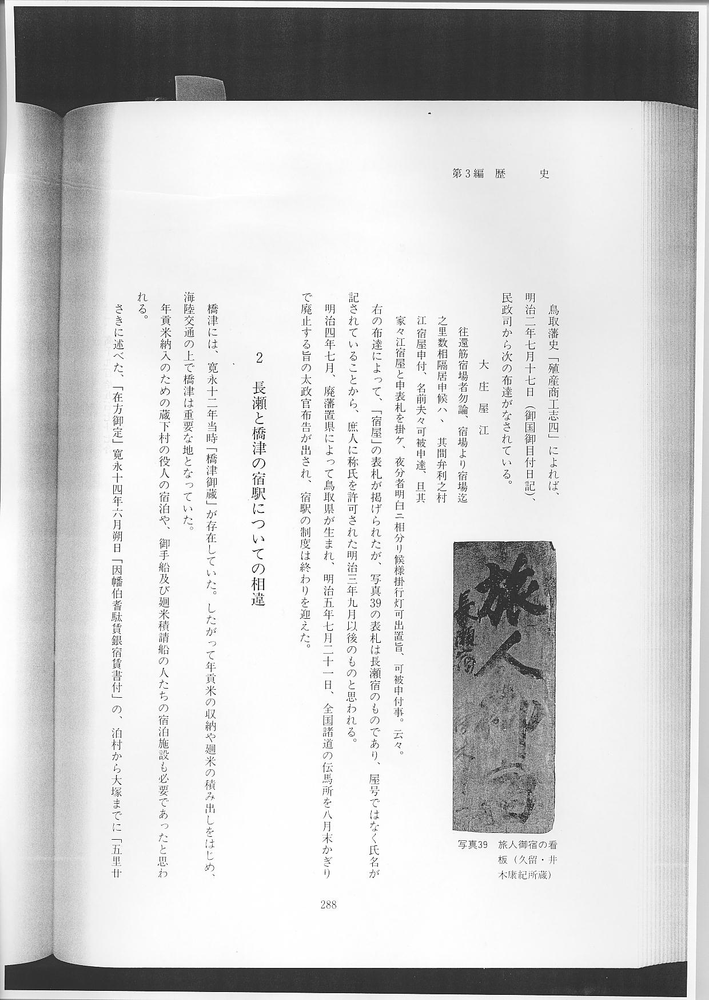 第3編　歴　　史
鳥取藩史「殖産商工志四」によれば、
明治二年七月十七日（御国御目付日記）、
民政司から次の布達がなされている。
大庄屋江
往還筋宿場者勿論、宿場より宿場迄
之里数相隔居申候ハヽ　其間弁利之村
江宿屋申付、名前夫々可被申達、且其
家々江宿屋と申表札を掛ケ、夜分者明白ニ相分リ候様掛行灯可出置旨、可被申付事。云々。
右の布達によって、「宿屋」の表札が掲げられたが、写真39の表札は長瀬宿のものであり、屋号ではなく氏名が
記されていることから、庶人に称氏を許可された明治三年九月以後のものと思われる。
明治四年七月、廃藩置県によって鳥取県が生まれ、明治五年七月二十一日、全国諸道の伝馬所を八月末かぎり
で廃止する旨の太政官布告が出され、宿駅の制度は終わりを迎えた。
2　長瀬と橋津の宿駅についての相違
橋津には、寛永十二年当時「橋津御蔵」が存在していた。したがって年貢米の収納や廻米の積み出しをはじめ、
海陸交通の上で橋津は重要な地となっていた。
年貢米納入のための蔵下村の役人の宿泊や、御手船及び廻米積請船の人たちの宿泊施設も必要であったと思わ
れる。
さきに述べた、「在方御定」寛永十四年六月朔日「因幡伯耆駄賃銀宿賃書付」の、泊村から大塚までに「五里廿
旅人御宿
長瀬宿
写真39　旅人御宿の看
板（久留・井
木康紀所蔵）
288